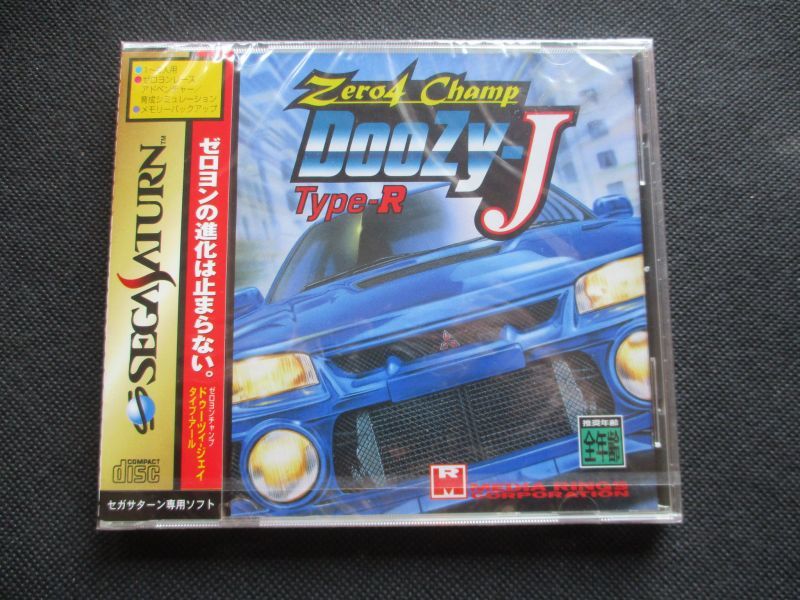 1〜 人用
ゼロヨンレース
アドベンチャー
育成シミュレーション
メモリーバックアップ
SEGA SATURN™
ゼロヨンの進化は止まらない。
ゼロヨンチャンプ
ドゥーヅィ・ジェイ
タイプ・アール
COMPACT
disc
セガサターン専用ソフト
Zero4 Champ
DooZy-J
Type-R
推奨年齢
全年齢
RM
MEDIA RINGS
CORPORATION